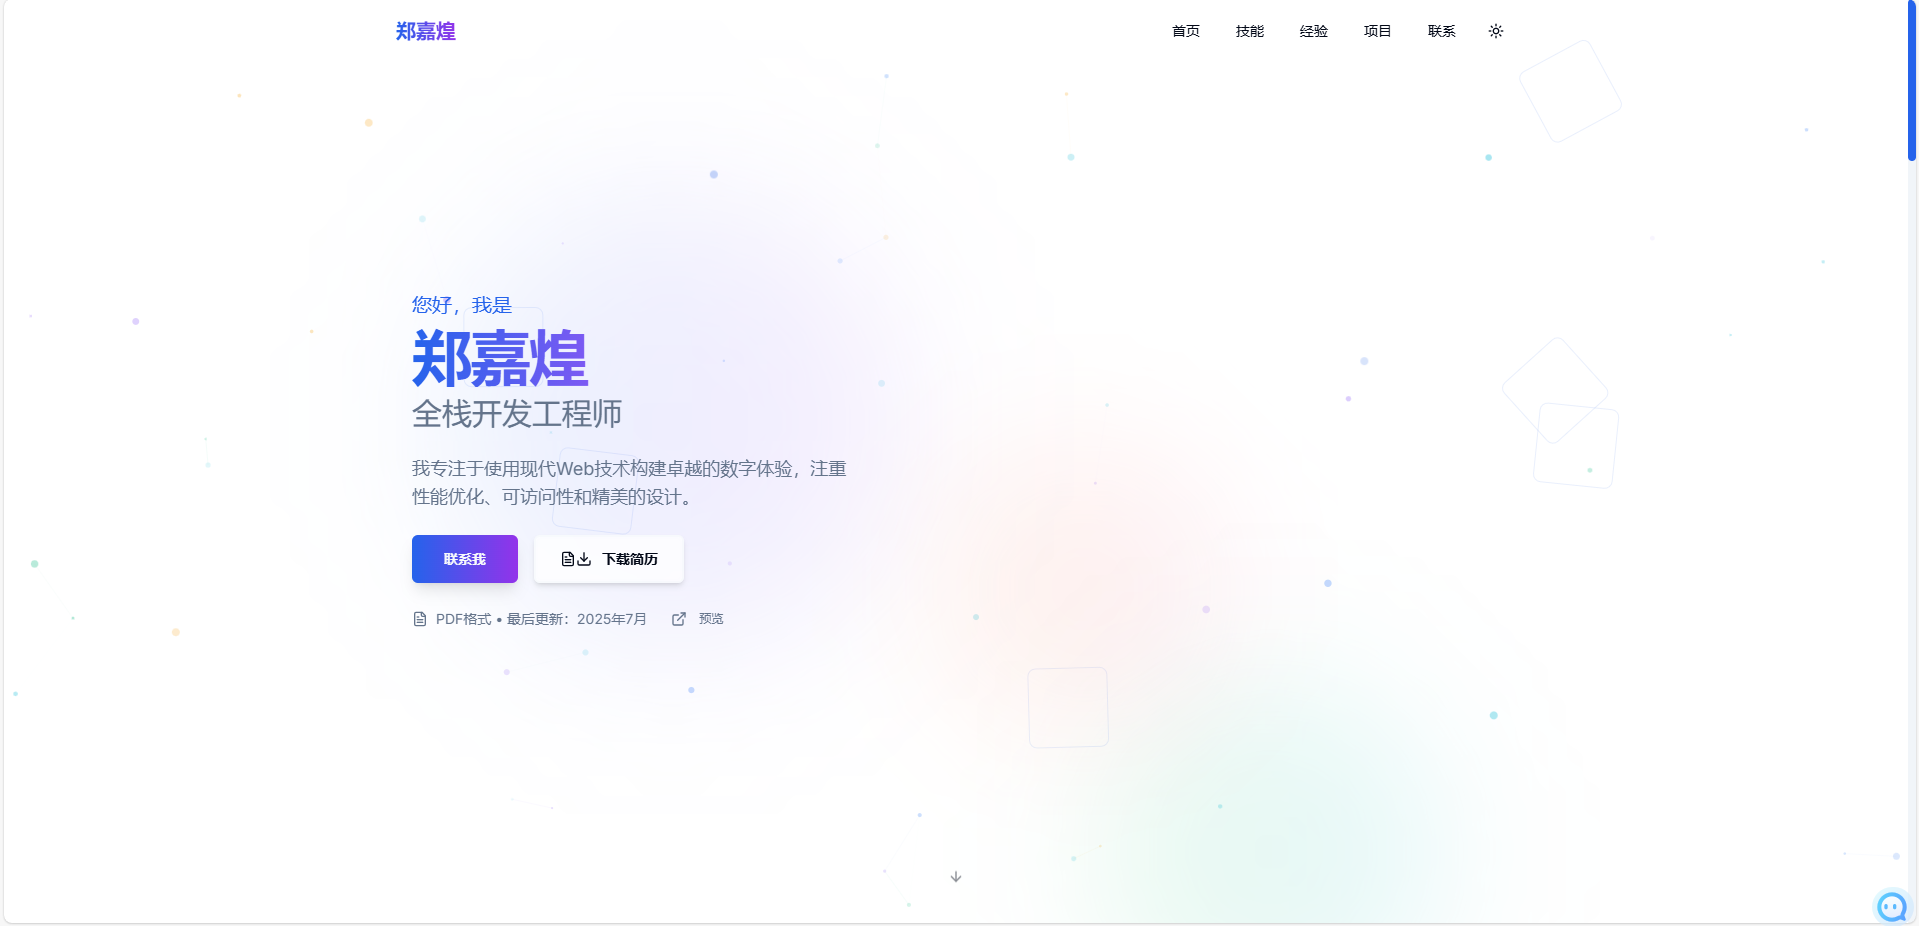 郑嘉煌
首页 技能 经验 项目 联系
您好，我是
郑嘉煌
全栈开发工程师
我专注于使用现代Web技术构建卓越的数字体验，注重
性能优化、可访问性和精美的设计。
联系我 下载简历
PDF格式 • 最后更新：2025年7月 预览